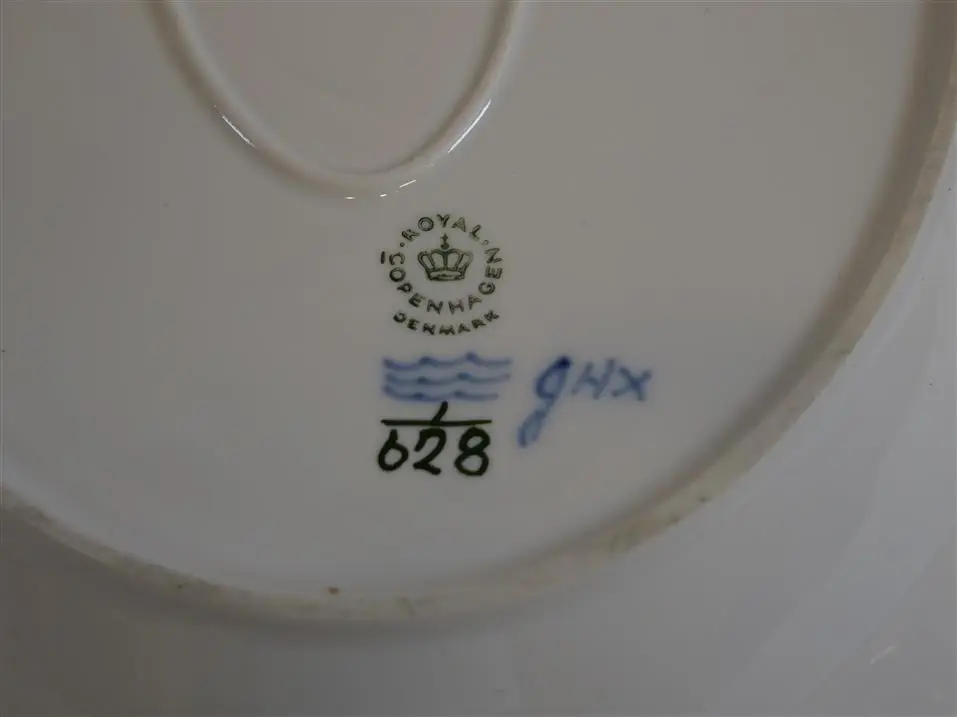 ROYAL COPENHAGEN
DENMARK
gHx
1
628